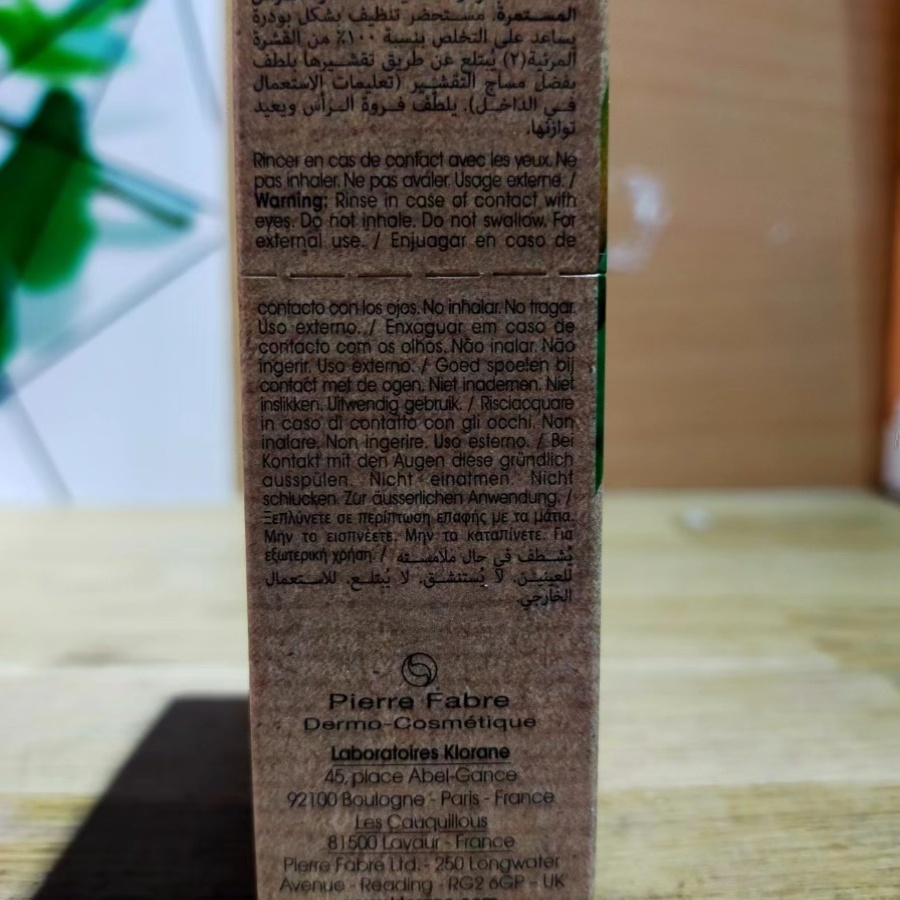 المستمرة. مستحضر تنظيف بشكل بودرة
يساعد على التخلص بنسبة ١٠٠٪ من القشرة
المرئية(٢) يُبتلع عن طريق تقشيرها بلطف
بفضل مساج التقشير (تعليمات الإستعمال
في الداخل). يلطّف فروة الرأس ويعيد
توازنها.
Rincer en cas de contact avec les yeux. Ne
pas inhaler. Ne pas avaler. Usage externe. /
Warning: Rinse in case of contact with
eyes. Do not inhale. Do not swallow. For
external use. / Enjuagar en caso de
contacto con los ojos. No inhalar. No tragar.
Uso externo. / Enxaguar em caso de
contacto com os olhos. Não inalar. Não
ingerir. Uso externo. / Goed spoelen bij
contact met de ogen. Niet inademen. Niet
inslikken. Uitwendig gebruik. / Risciacquare
in caso di contatto con gli occhi. Non
inalare. Non ingerire. Uso esterno. / Bei
Kontakt mit den Augen diese gründlich
ausspülen. Nicht einatmen. Nicht
schlucken. Zur äusserlichen Anwendung. /
Ξεπλύνετε σε περίπτωση επαφής με τα μάτια.
Μην το εισπνέετε. Μην το καταπίνετε. Για
εξωτερική χρήση. / يُشطف في حال ملامسته
للعينين. لا يُستنشق. لا يُبتلع. للاستعمال
الخارجي.
Pierre Fabre
Dermo-Cosmétique
Laboratoires Klorane
45, place Abel-Gance
92100 Boulogne - Paris - France
Les Cauquillous
81500 Lavaur - France
Pierre Fabre Ltd. - 250 Longwater
Avenue - Reading - RG2 6GP - UK